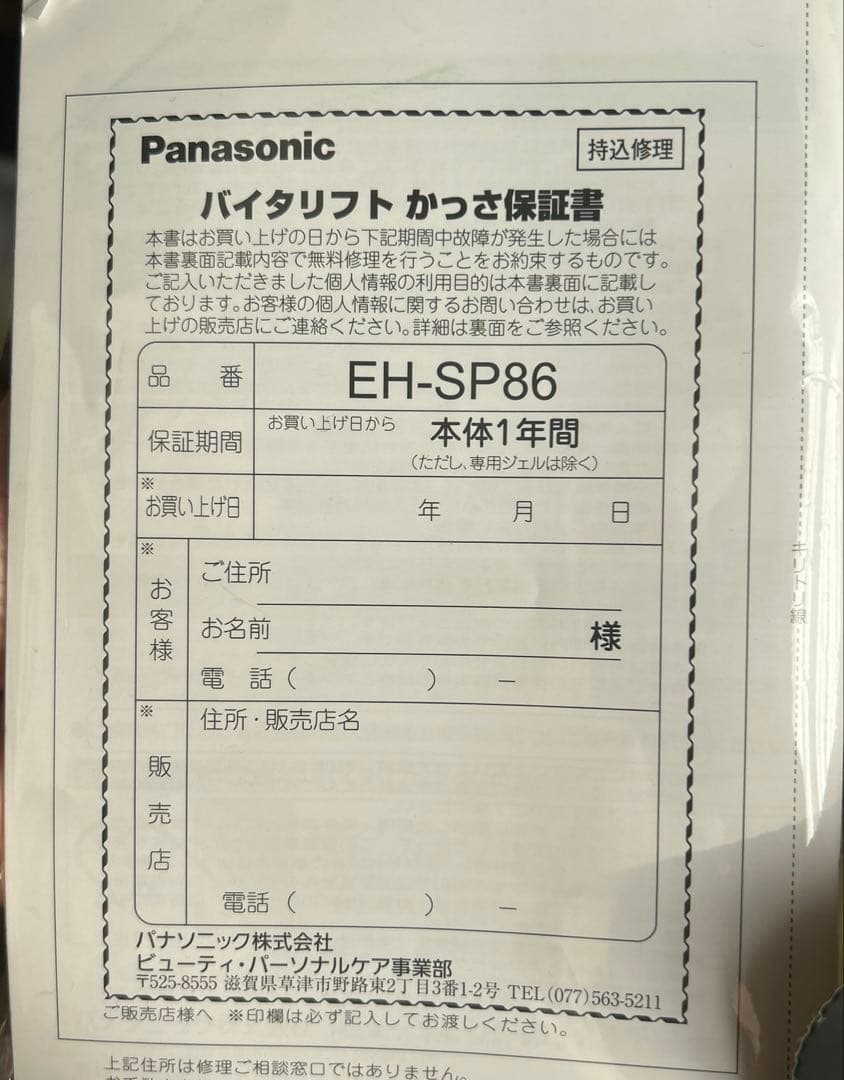 Panasonic
持込修理
バイタリフト かっさ保証書
本書はお買い上げの日から下記期間中故障が発生した場合には
本書裏面記載内容で無料修理を行うことをお約束するものです。
ご記入いただきました個人情報の利用目的は本書裏面に記載し
ております。お客様の個人情報に関するお問い合わせは、お買い
上げの販売店にご連絡ください。詳細は裏面をご参照ください。
品 番 EH-SP86
保証期間 お買い上げ日から 本体1年間
(ただし、専用ジェルは除く)
※
お買い上げ日 年 月 日
※
お客様
ご住所
お名前 様
電 話 ( ) ー
※
販売店
住所・販売店名
電話 ( ) ー
パナソニック株式会社
ビューティ・パーソナルケア事業部
〒525-8555 滋賀県草津市野路東2丁目3番1-2号 TEL(077)563-5211
ご販売店様へ ※印欄は必ず記入してお渡しください。
上記住所は修理ご相談窓口ではありません。
キリトリ線